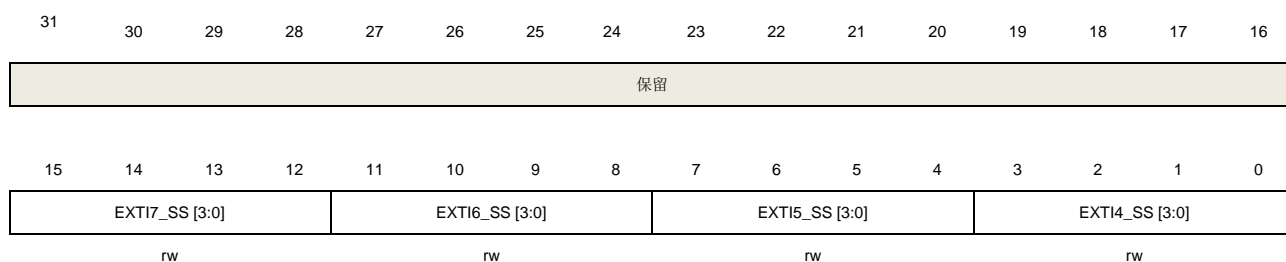 31 30 29 28 27 26 25 24 23 22 21 20 19 18 17 16
保留
15 14 13 12 11 10 9 8 7 6 5 4 3 2 1 0
EXTI7_SS [3:0] EXTI6_SS [3:0] EXTI5_SS [3:0] EXTI4_SS [3:0]
rw rw rw rw